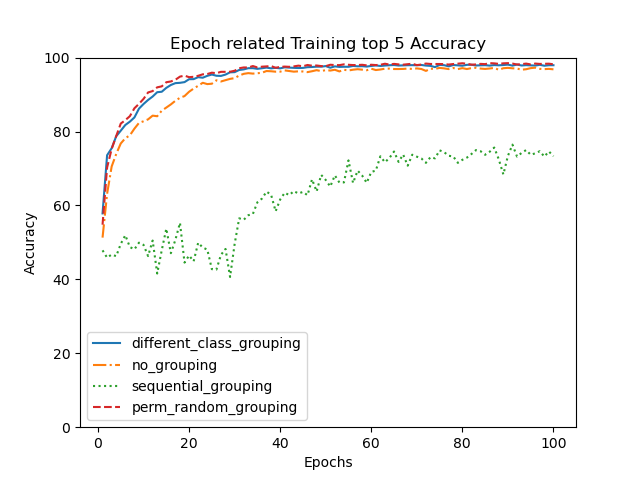 Epoch related Training top 5 Accuracy
100
80
60
40
20
0
Accuracy
different_class_grouping
no_grouping
sequential_grouping
perm_random_grouping
0 20 40 60 80 100
Epochs